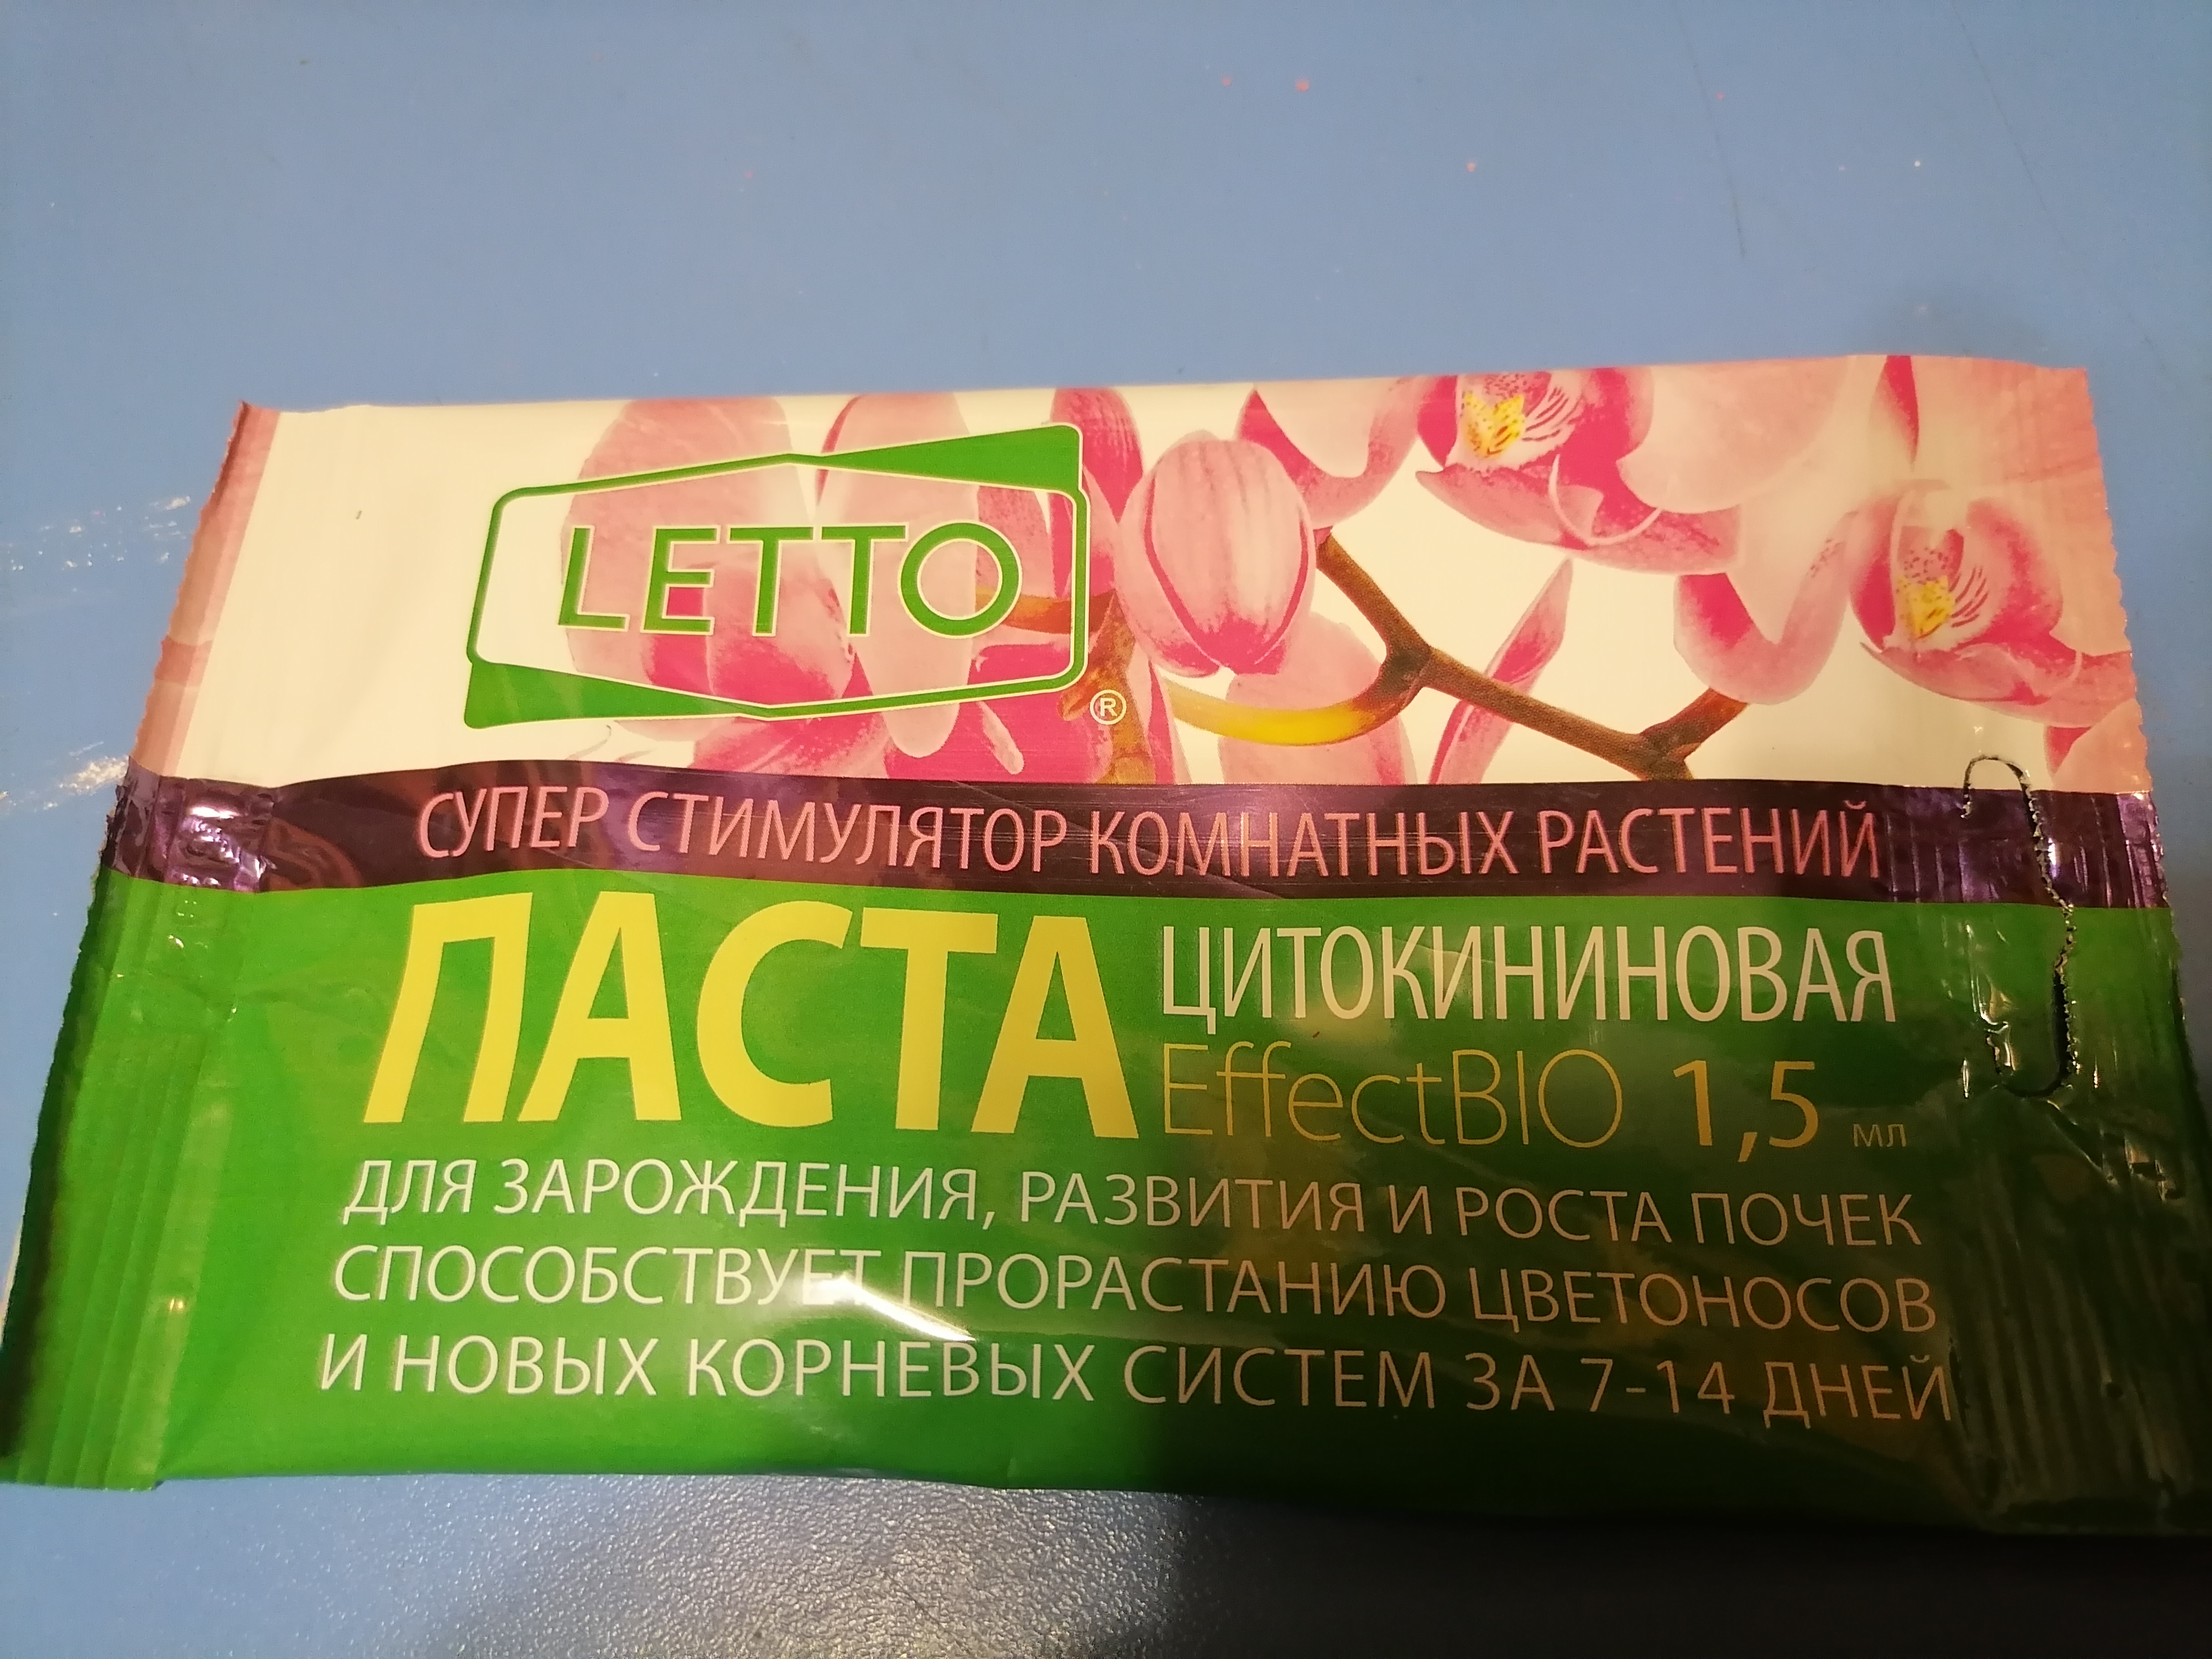 LETTO
®
СУПЕР СТИМУЛЯТОР КОМНАТНЫХ РАСТЕНИЙ
ПАСТА ЦИТОКИНИНОВАЯ
EffectBIO 1,5 мл
ДЛЯ ЗАРОЖДЕНИЯ, РАЗВИТИЯ И РОСТА ПОЧЕК
СПОСОБСТВУЕТ ПРОРАСТАНИЮ ЦВЕТОНОСОВ
И НОВЫХ КОРНЕВЫХ СИСТЕМ ЗА 7-14 ДНЕЙ